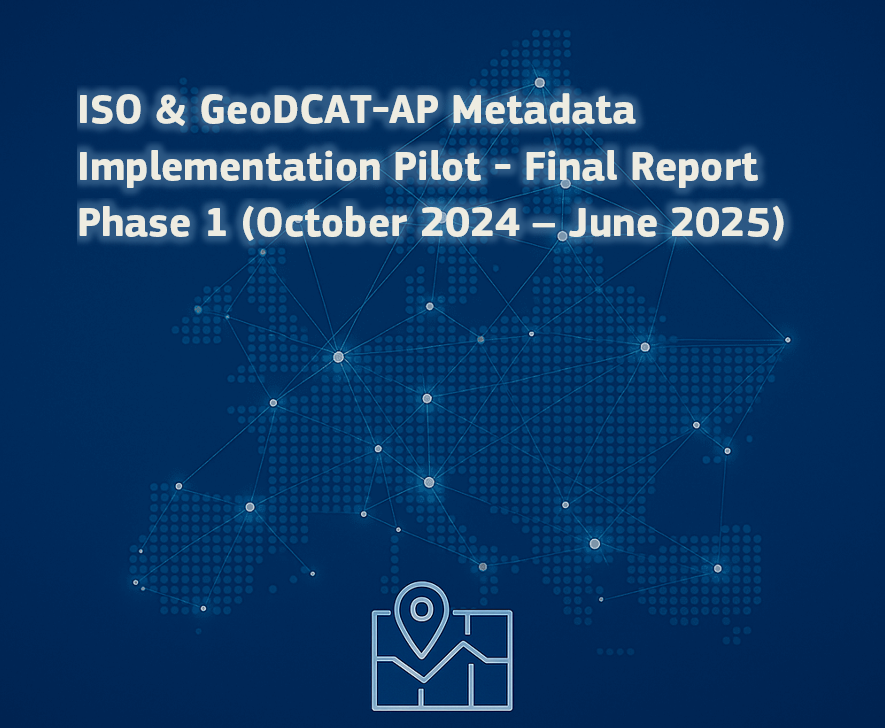 ISO & GeoDCAT-AP Metadata
Implementation Pilot - Final Report
Phase 1 (October 2024 – June 2025)